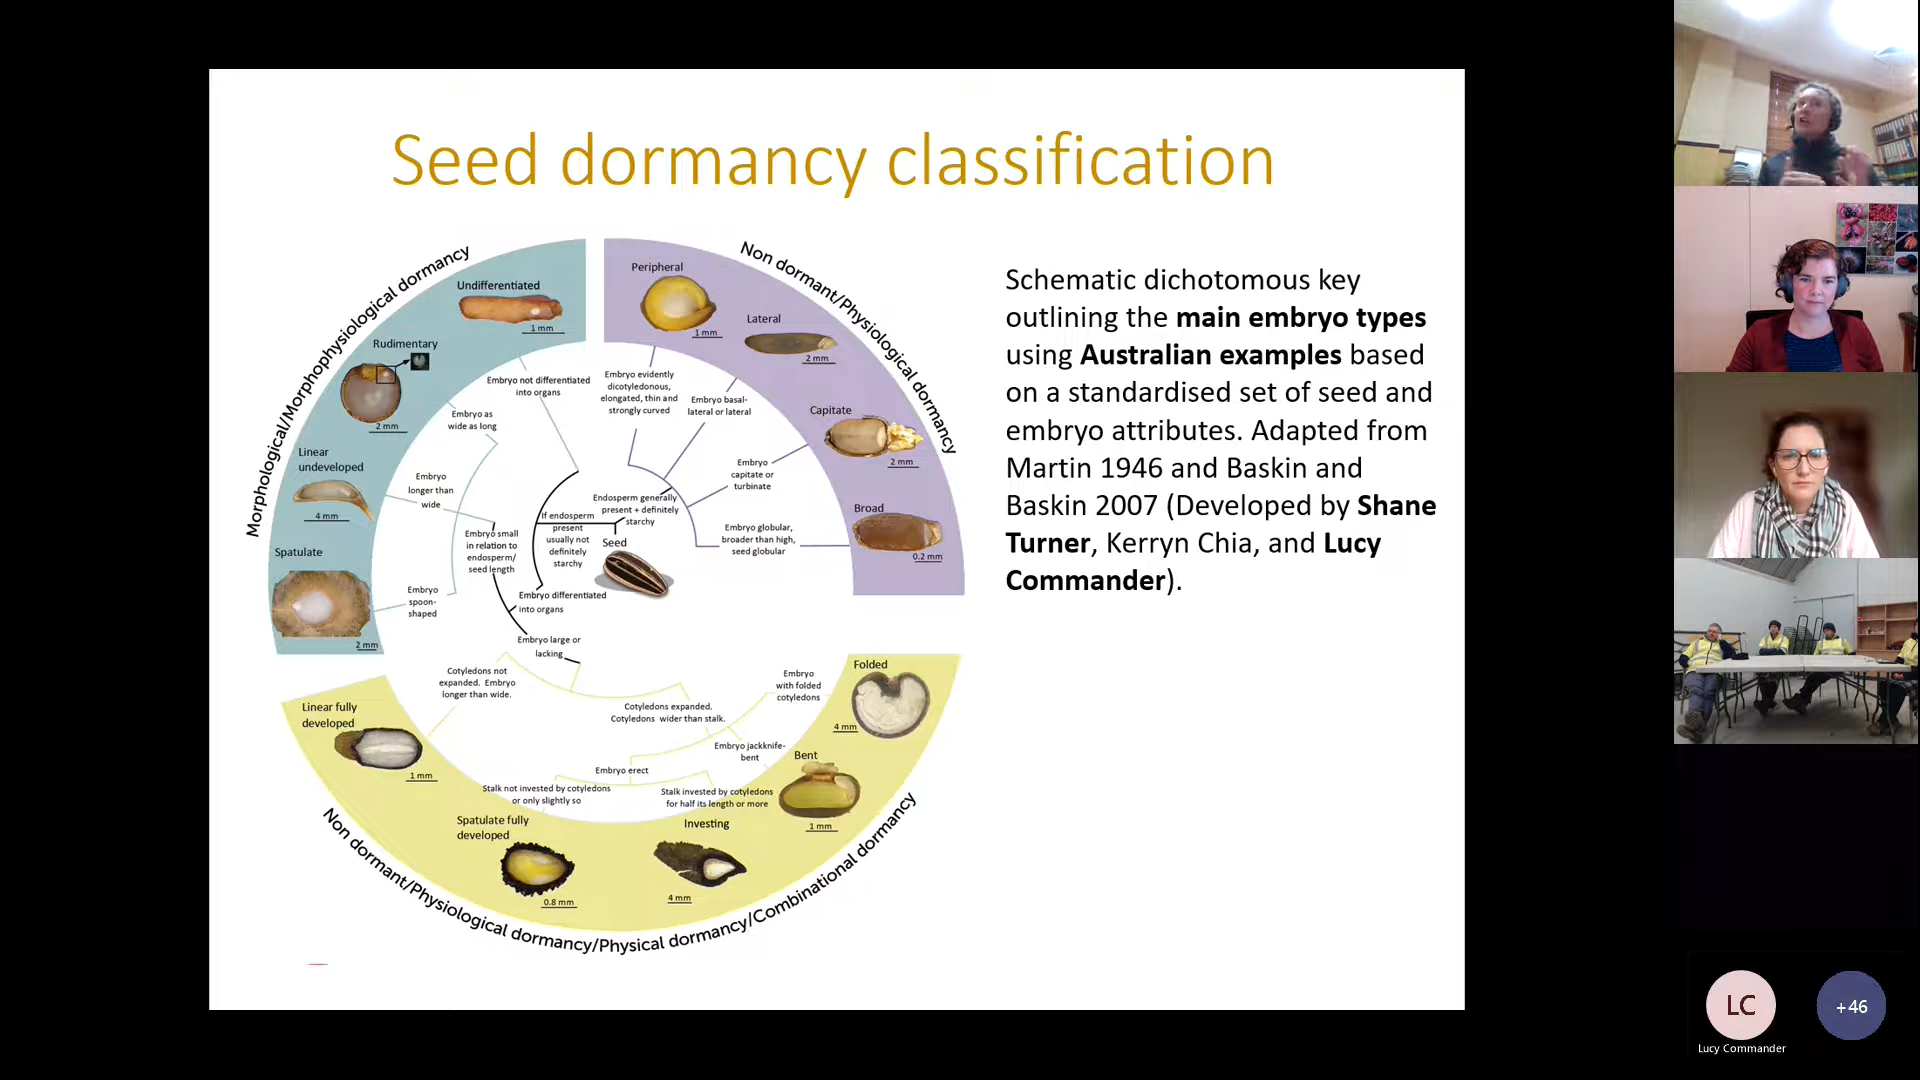 Seed dormancy classification
Morphological/Morphophysiological dormancy
Undifferentiated
1 mm
Rudimentary
2 mm
Linear
undeveloped
4 mm
Spatulate
2 mm
Embryo not differentiated
into organs
Embryo as
wide as long
Embryo
longer than
wide
Embryo small
in relation to
endosperm/
seed length
Embryo
spoon-
shaped
Non dormant/Physiological dormancy
Peripheral
1 mm
Lateral
2 mm
Capitate
2 mm
Broad
0.2 mm
Embryo evidently
dicotyledonous,
elongated, thin and
strongly curved
Embryo basal-
lateral or lateral
Embryo
capitate or
turbinate
Embryo globular,
broader than high,
seed globular
Endosperm generally
present + definitely
starchy
If endosperm
present
usually not
definitely
starchy
Seed
Embryo differentiated
into organs
Embryo large or
lacking
Cotyledons not
expanded. Embryo
longer than wide.
Cotyledons expanded.
Cotyledons wider than stalk.
Embryo
with folded
cotyledons
Embryo jackknife-
bent
Embryo erect
Stalk not invested by cotyledons
or only slightly so
Stalk invested by cotyledons
for half its length or more
Folded
4 mm
Bent
1 mm
Investing
4 mm
Spatulate fully
developed
0.8 mm
Linear fully
developed
1 mm
Non dormant/Physiological dormancy/Physical dormancy/Combinational dormancy
Schematic dichotomous key
outlining the main embryo types
using Australian examples based
on a standardised set of seed and
embryo attributes. Adapted from
Martin 1946 and Baskin and
Baskin 2007 (Developed by Shane
Turner, Kerryn Chia, and Lucy
Commander).
LC
+46
Lucy Commander